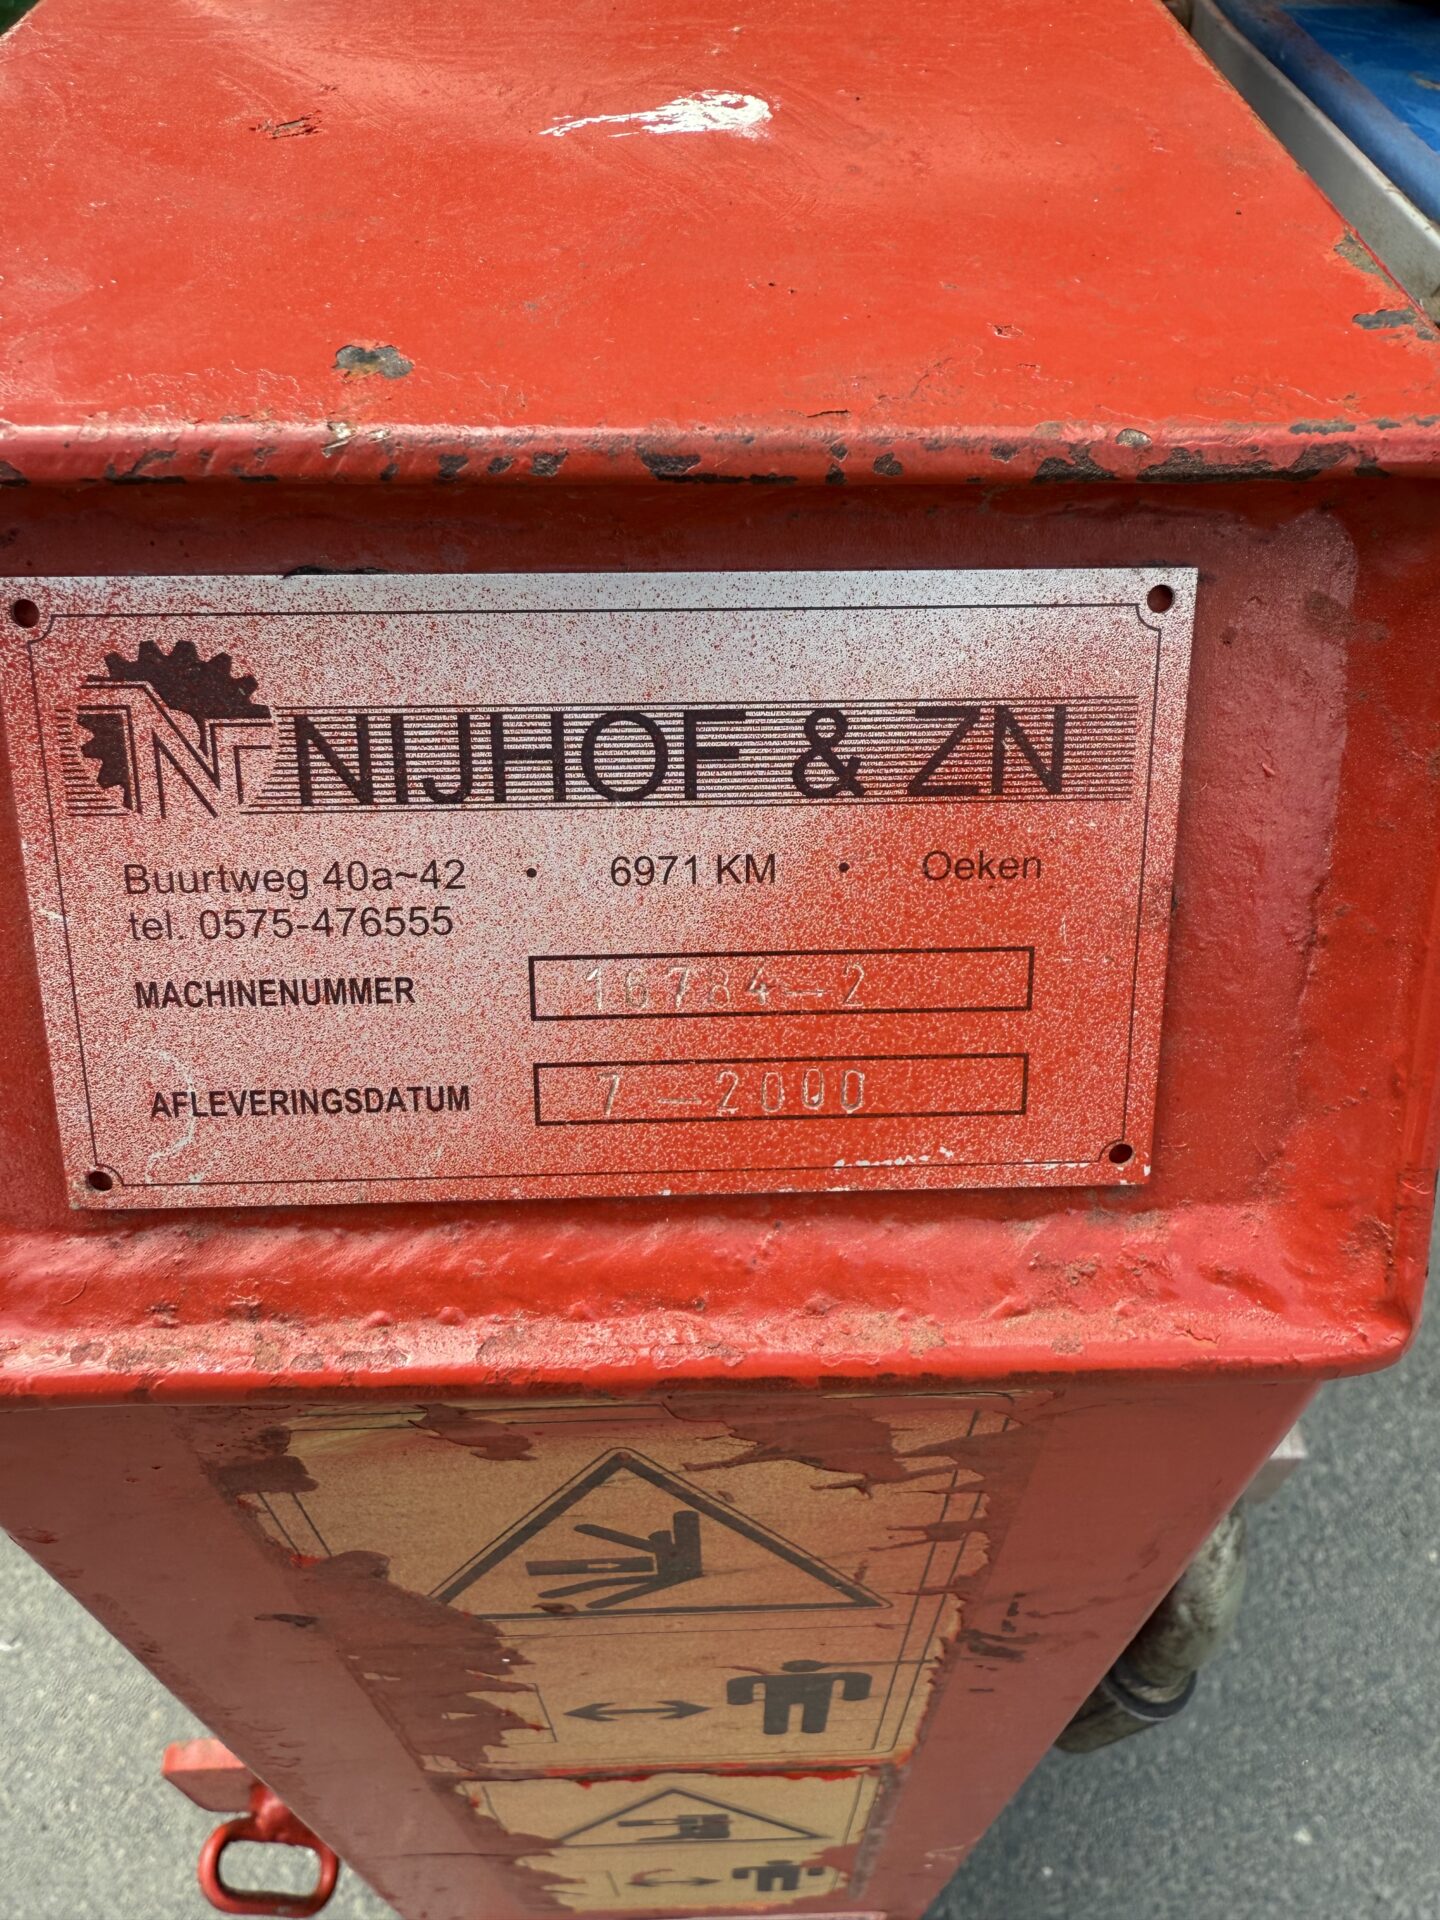 NIJHOF & ZN
Buurtweg 40a~42 • 6971 KM • Oeken
tel. 0575-476555
MACHINENUMMER 16784-2
AFLEVERINGSDATUM 7-2000